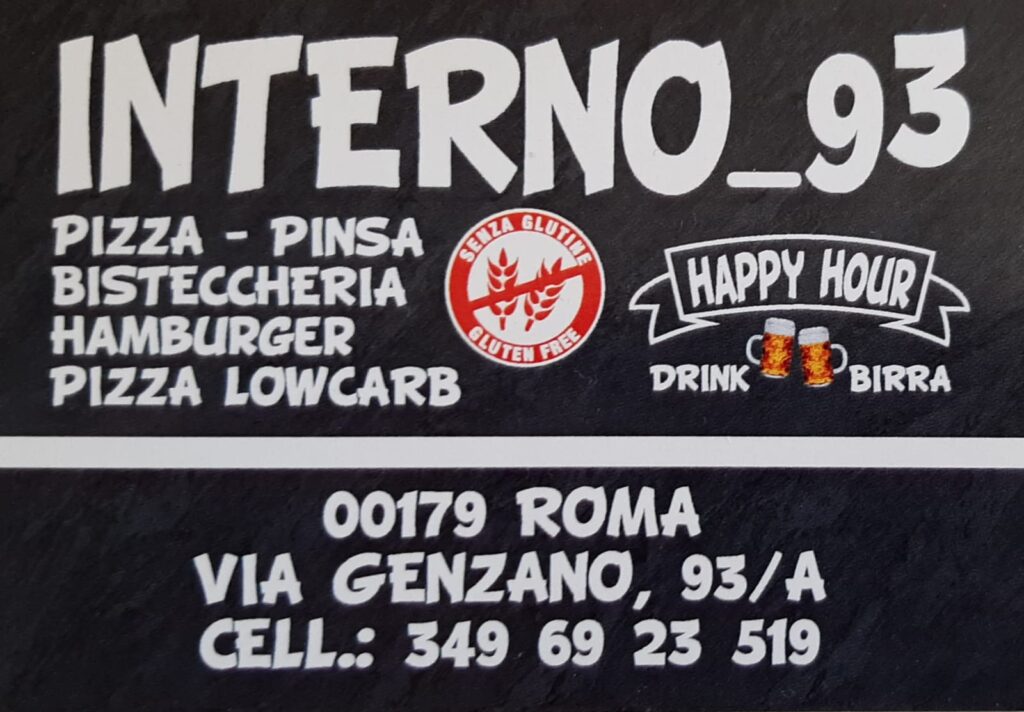 INTERNO_93
PIZZA - PINSA
BISTECCHERIA
HAMBURGER
PIZZA LOWCARB
SENZA GLUTINE
GLUTEN FREE
HAPPY HOUR
DRINK BIRRA
00179 ROMA
VIA GENZANO, 93/A
CELL.: 349 69 23 519